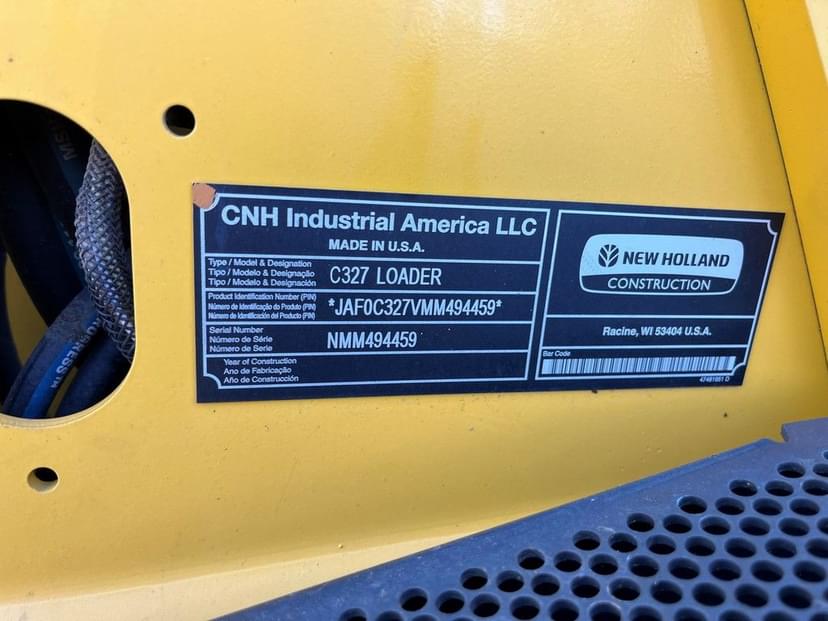 CNH Industrial America LLC
MADE IN U.S.A.
Type / Model & Designation
Tipo / Modelo & Designação
Tipo / Modelo & Designación
C327 LOADER
Product Identification Number (PIN)
Número de Identificação do Produto (PIN)
Número de Identificación del Producto (PIN)
*JAF0C327VMM494459*
Serial Number
Número de Série
Número de Serie
NMM494459
Year of Construction
Ano de Fabricação
Año de Construcción
NEW HOLLAND
CONSTRUCTION
Racine, WI 53404 U.S.A.
Bar Code
47481051 D